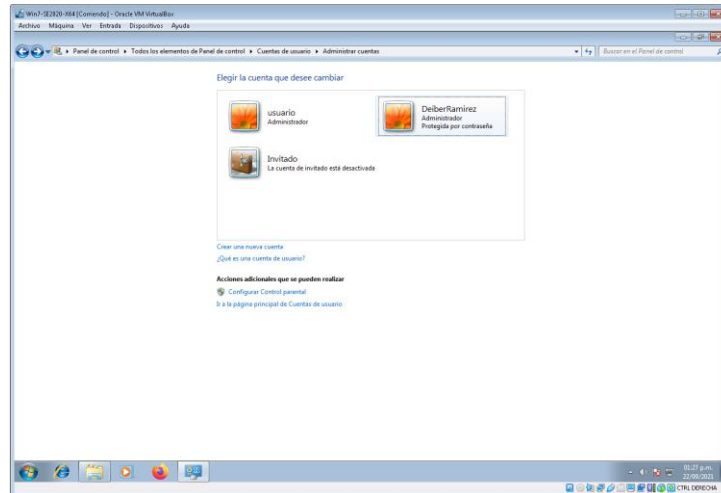 Win7-SE2020-X64 [Corriendo] - Oracle VM VirtualBox
Archivo Máquina Ver Entrada Dispositivos Ayuda
Panel de control Todos los elementos de Panel de control Cuentas de usuario Administrar cuentas
Buscar en el Panel de control
Elegir la cuenta que desee cambiar
usuario
Administrador
DeiberRamirez
Administrador
Protegida por contraseña
Invitado
La cuenta de invitado está desactivada
Crear una nueva cuenta
¿Qué es una cuenta de usuario?
Acciones adicionales que se pueden realizar
Configurar Control parental
Ir a la página principal de Cuentas de usuario
01:27 p.m.
22/09/2021
CTRL DERECHA